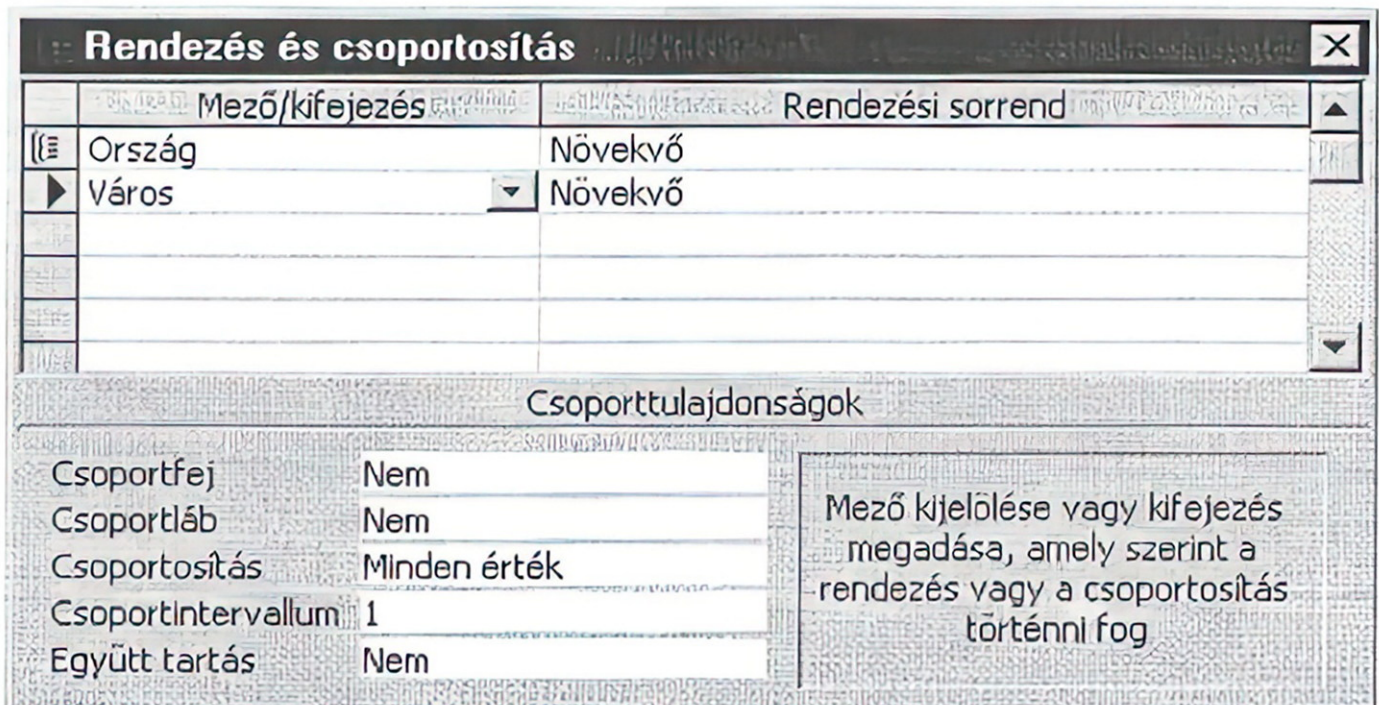 Rendezés és csoportosítás
Mező/kifejezés Rendezési sorrend
Ország Növekvő
Város Növekvő
Csoporttulajdonságok
Csoportfej Nem
Csoportláb Nem
Csoportosítás Minden érték
Csoportintervallum 1
Együtt tartás Nem
Mező kijelölése vagy kifejezés
megadása, amely szerint a
rendezés vagy a csoportosítás
történni fog